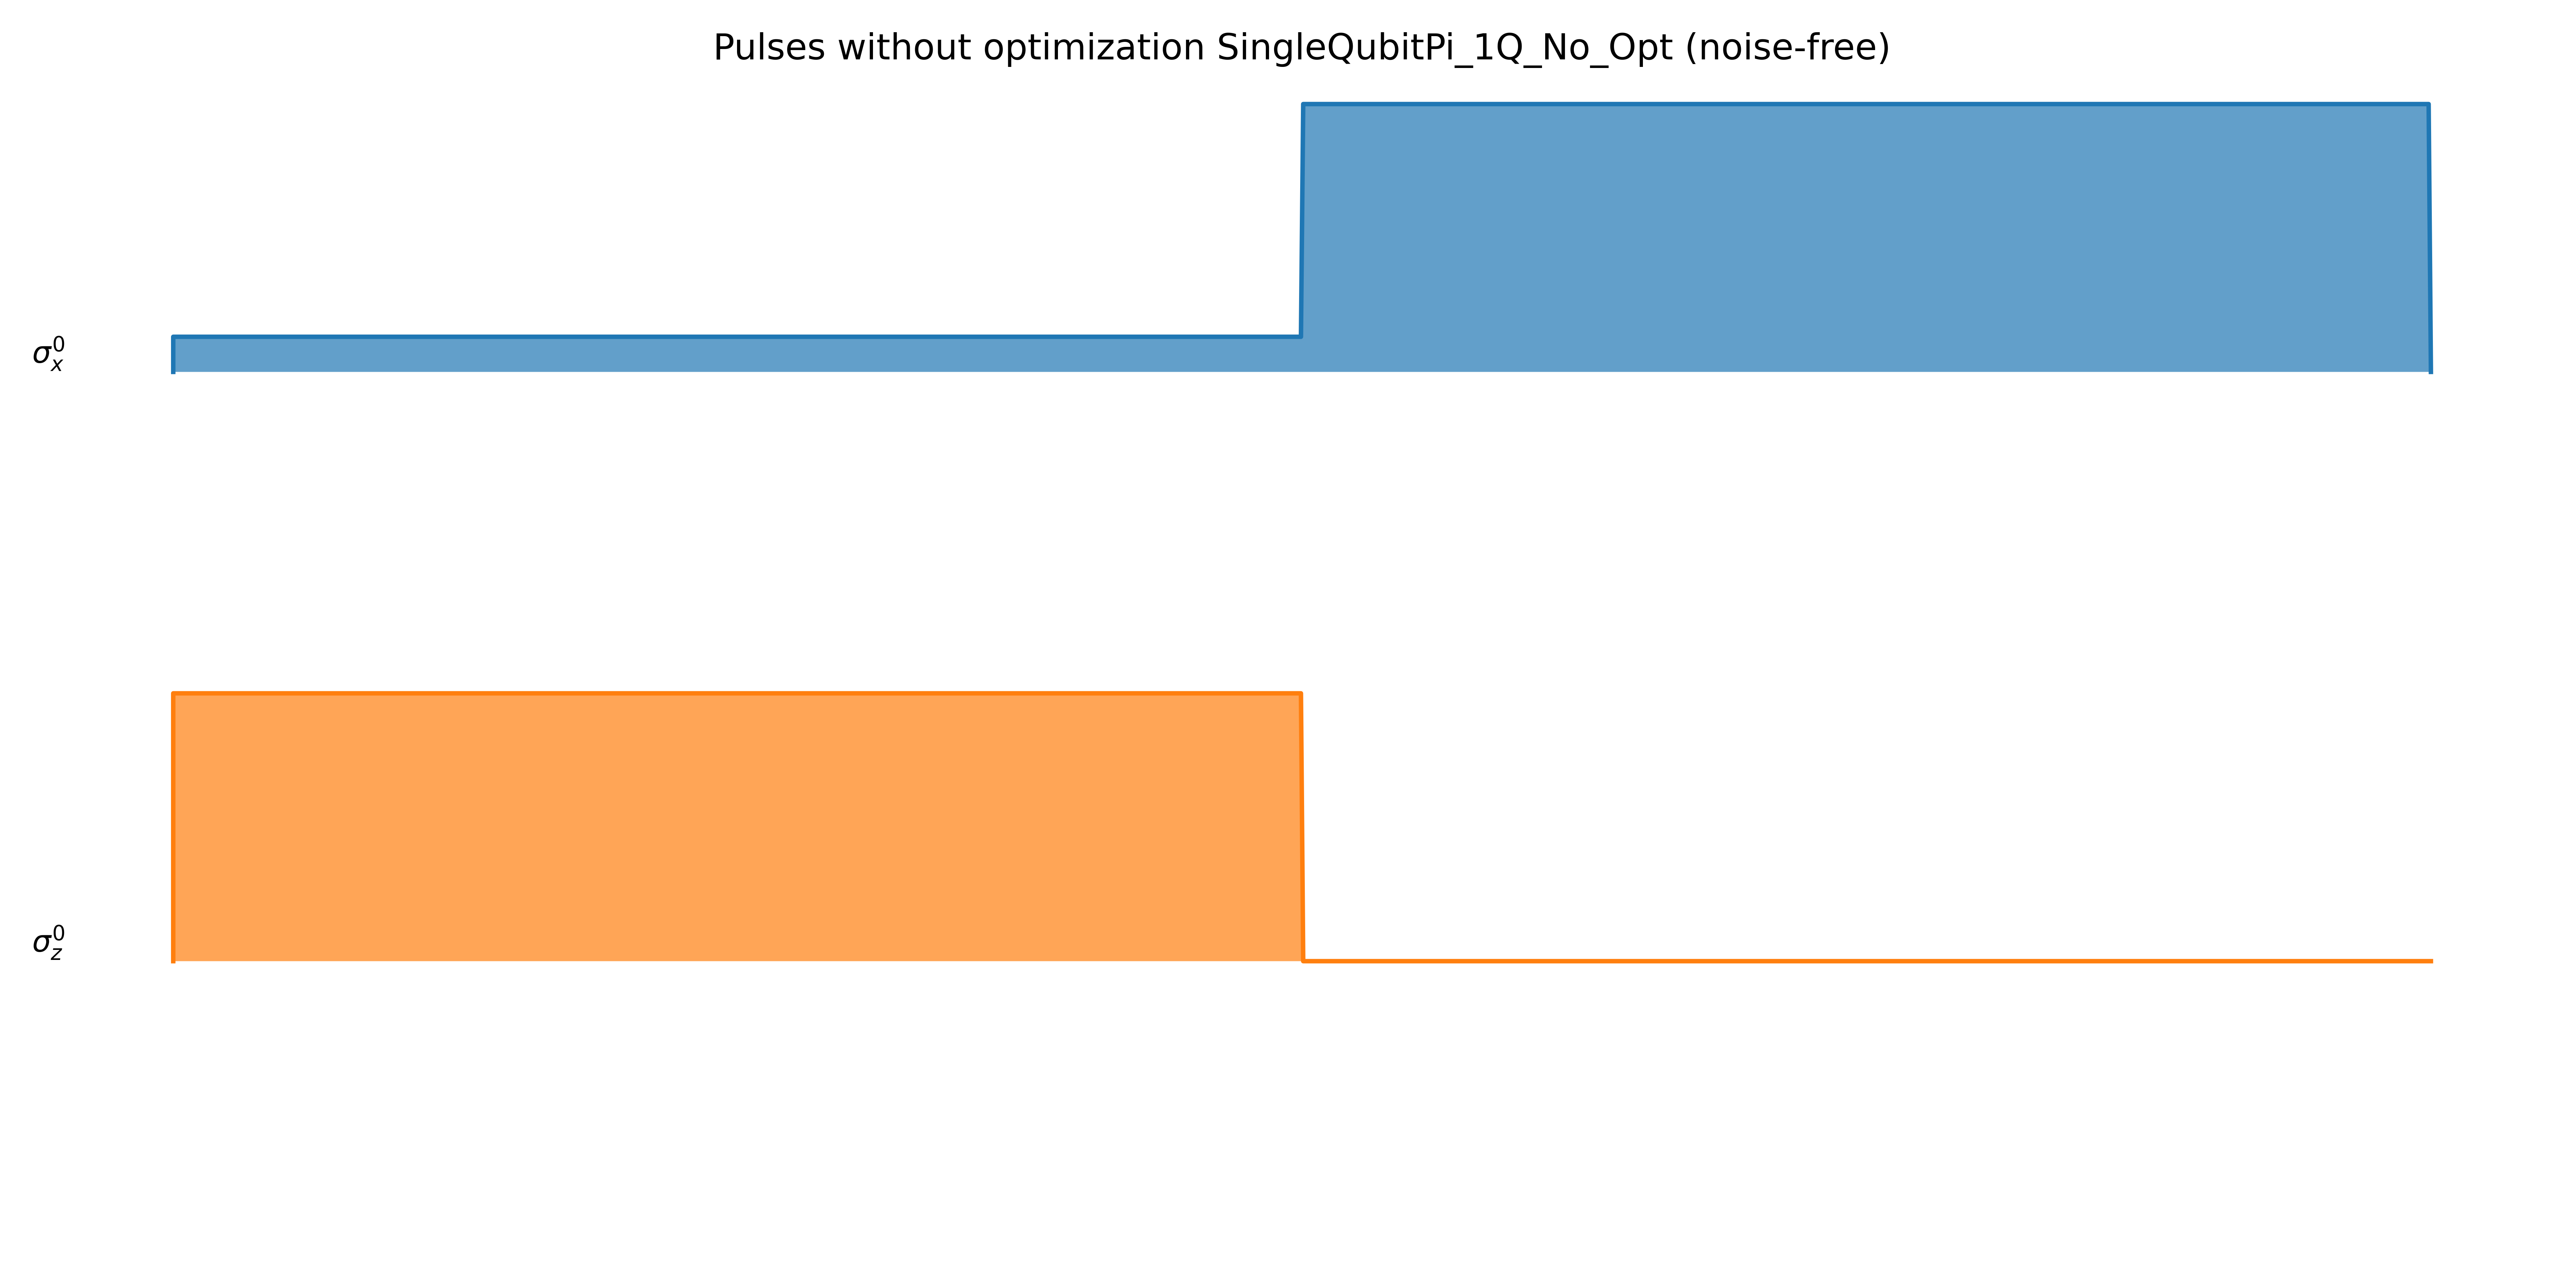 Pulses without optimization SingleQubitPi_1Q_No_Opt (noise-free)
σ_x^0
σ_z^0